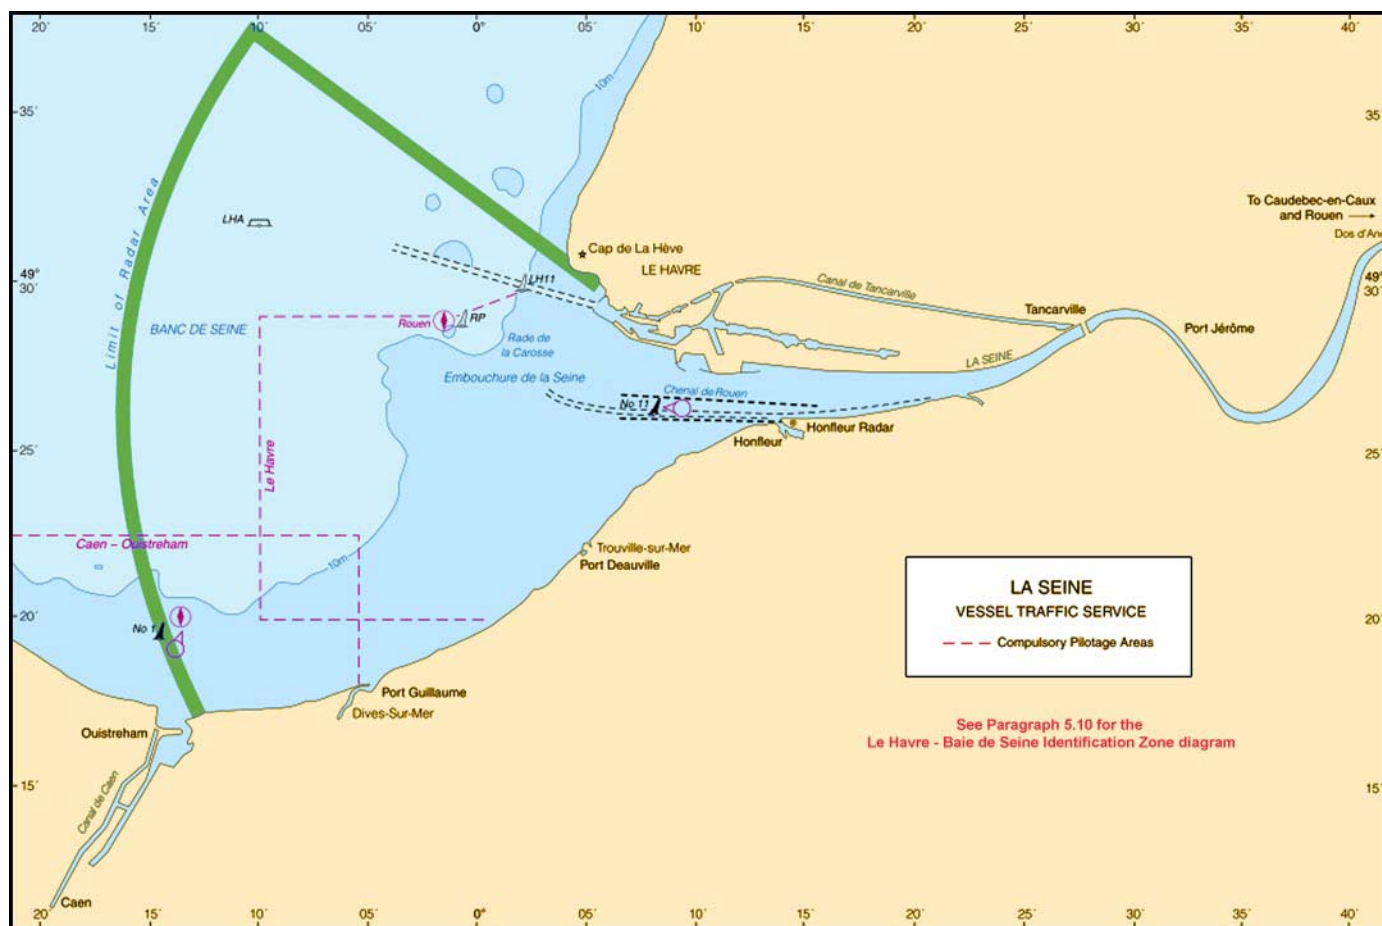 20´ 15´ 10´ 05´ 0° 05´ 10´ 15´ 20´ 25´ 30´ 35´ 40´
10m
35´
35´
Limit of Radar Area
LHA
To Caudebec-en-Caux
and Rouen
Dos d'An
Cap de La Hève
LE HAVRE
49°
30´
49°
30´
LH11
Canal de Tancarville
Tancarville
Port Jérôme
BANC DE SEINE
Rouen
RP
Rade de
la Carosse
LA SEINE
Embouchure de la Seine
Chenal de Rouen
No 11
Honfleur Radar
Honfleur
25´
25´
Le Havre
Caen – Ouistreham
10m
Trouville-sur-Mer
Port Deauville
LA SEINE
VESSEL TRAFFIC SERVICE
Compulsory Pilotage Areas
20´
20´
No 1
Port Guillaume
Dives-Sur-Mer
Ouistreham
See Paragraph 5.10 for the
Le Havre - Baie de Seine Identification Zone diagram
15´
15´
Canal de Caen
Caen
20´ 15´ 10´ 05´ 0° 05´ 10´ 15´ 20´ 25´ 30´ 35´ 40´